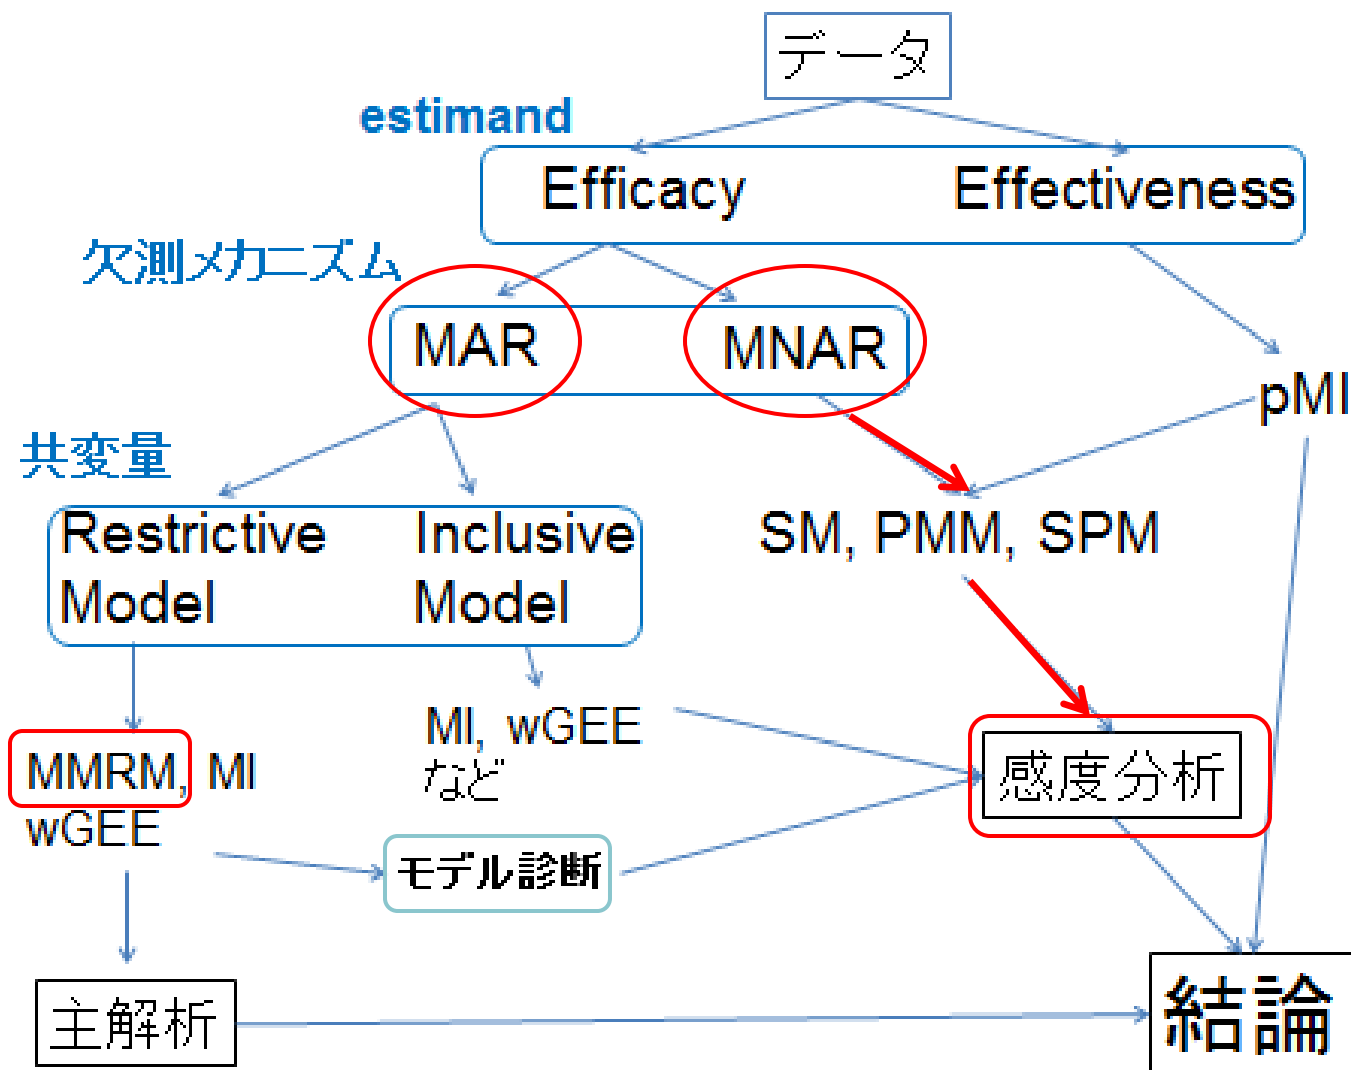 データ
estimand
Efficacy
Effectiveness
欠測メカニズム
MAR
MNAR
pMI
共変量
Restrictive
Model
Inclusive
Model
SM, PMM, SPM
MMRM, MI
wGEE
MI, wGEE
など
感度分析
モデル診断
主解析
結論